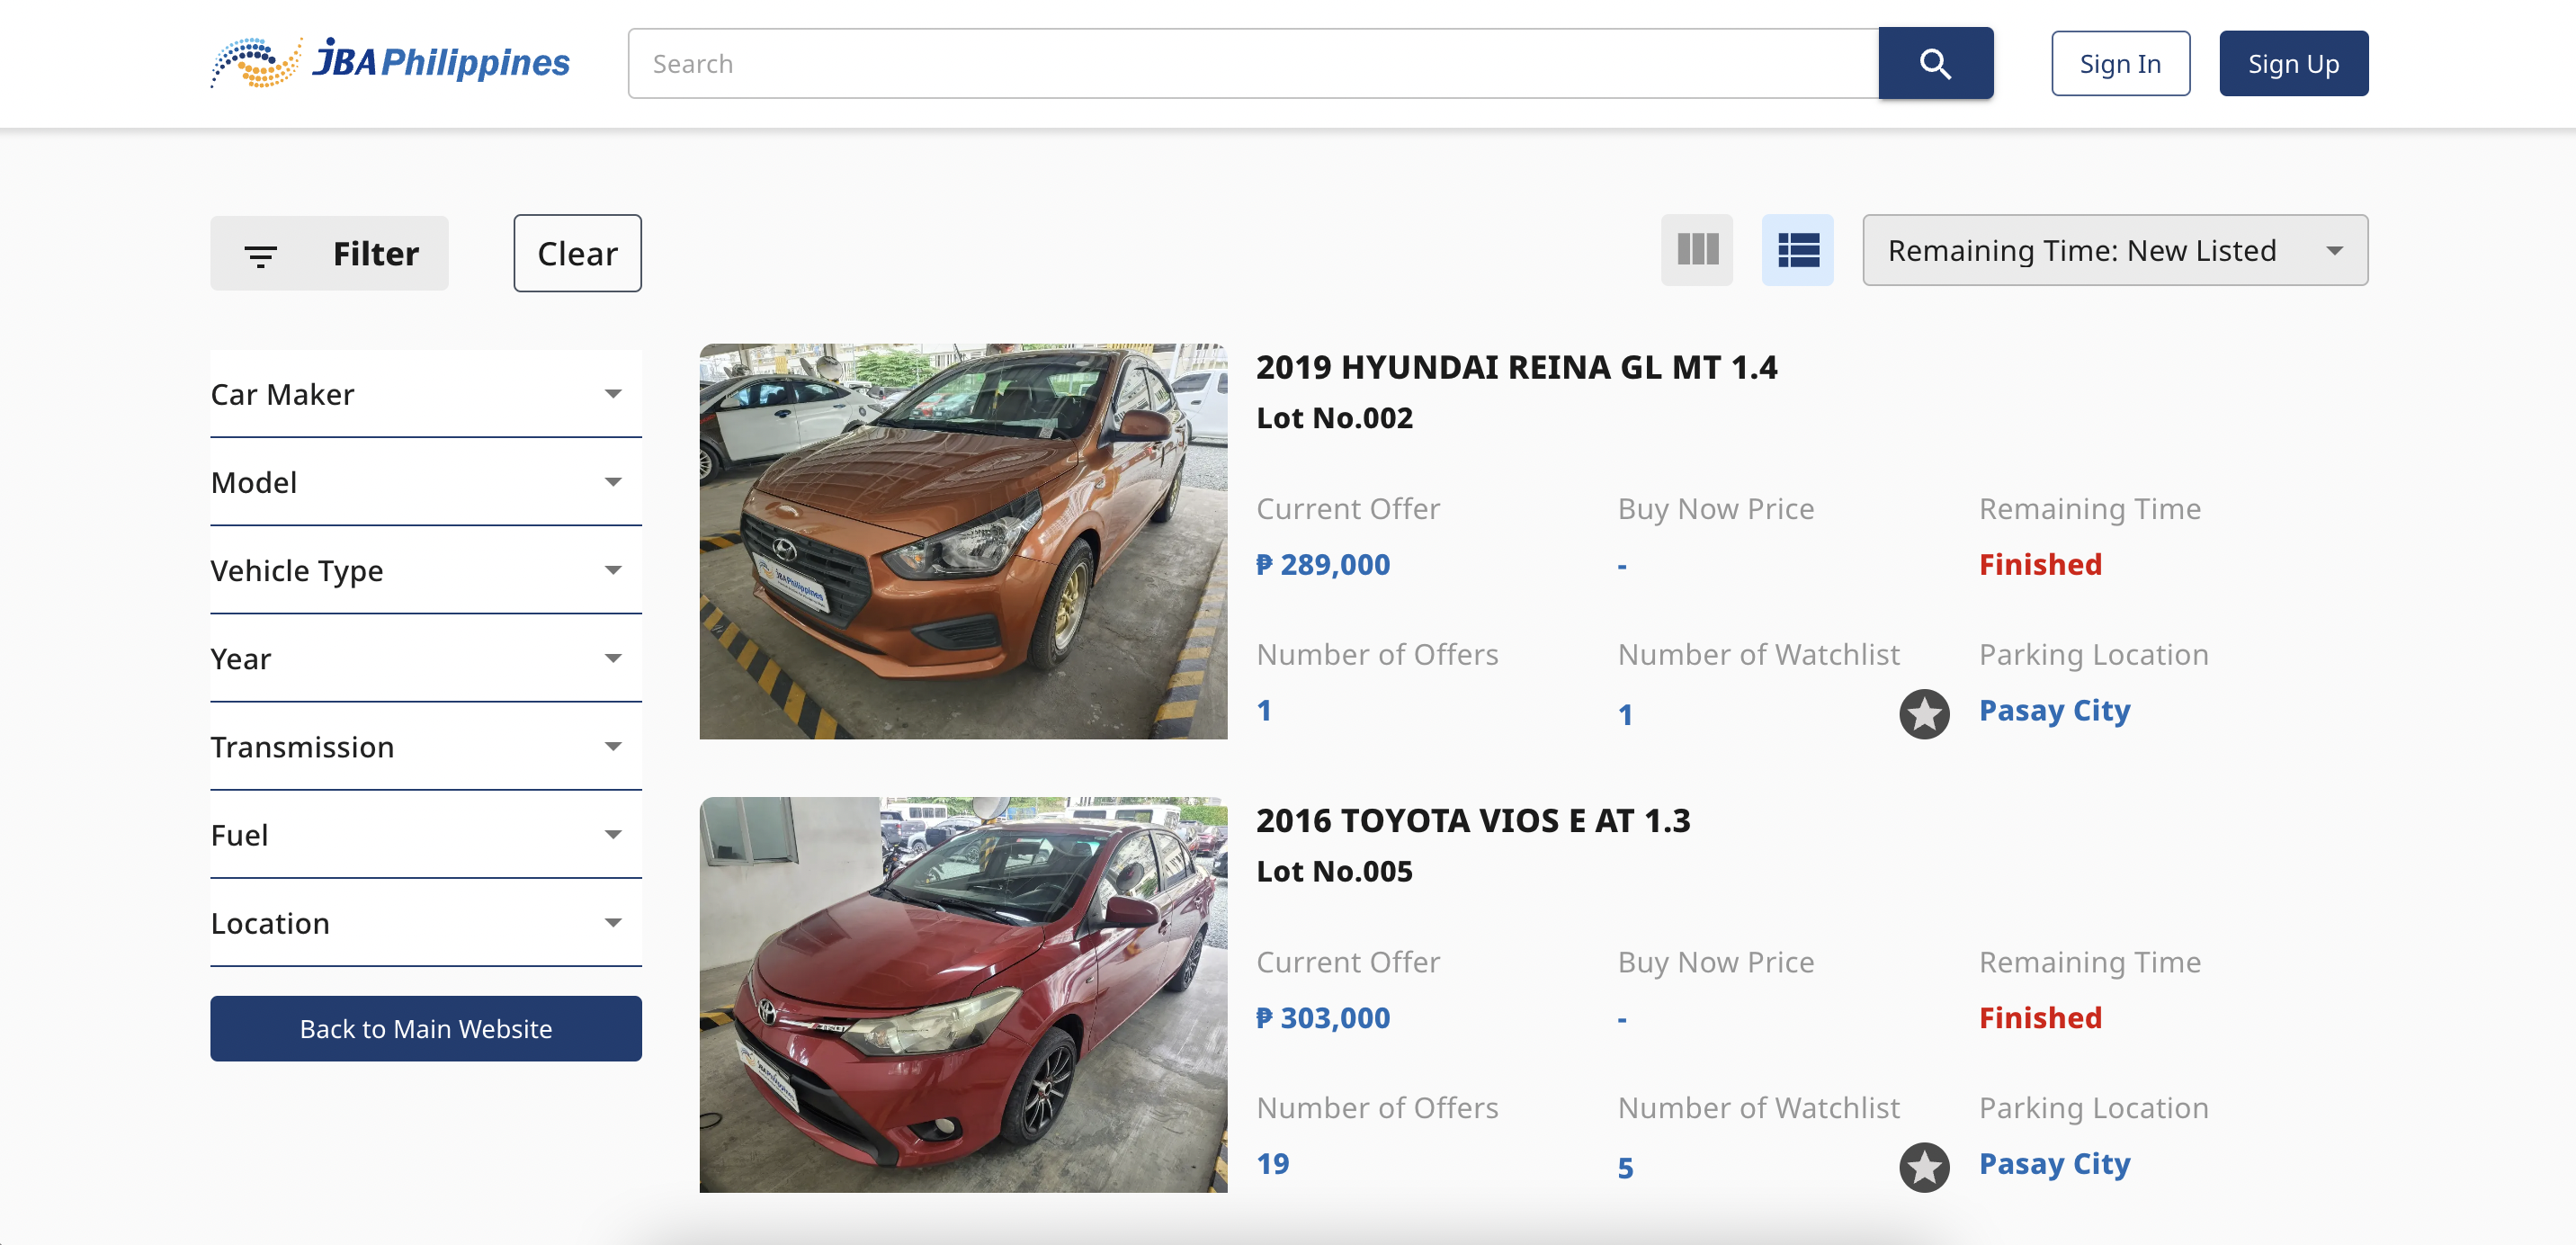 JBA Philippines
Search
Sign In
Sign Up
Filter
Clear
Remaining Time: New Listed
Car Maker
Model
Vehicle Type
Year
Transmission
Fuel
Location
Back to Main Website
2019 HYUNDAI REINA GL MT 1.4
Lot No.002
Current Offer
Buy Now Price
Remaining Time
₱ 289,000
-
Finished
Number of Offers
Number of Watchlist
Parking Location
1
1
Pasay City
JBA Philippines
2016 TOYOTA VIOS E AT 1.3
Lot No.005
Current Offer
Buy Now Price
Remaining Time
₱ 303,000
-
Finished
Number of Offers
Number of Watchlist
Parking Location
19
5
Pasay City
JBA Philippines